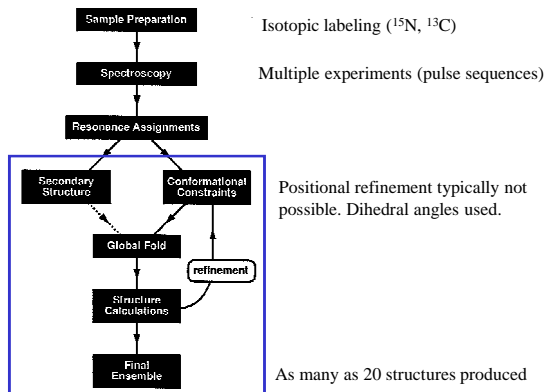 Sample Preparation
Isotopic labeling (¹⁵N, ¹³C)
Spectroscopy
Multiple experiments (pulse sequences)
Resonance Assignments
Secondary
Structure
Conformational
Constraints
Positional refinement typically not
possible. Dihedral angles used.
Global Fold
refinement
Structure
Calculations
Final
Ensemble
As many as 20 structures produced